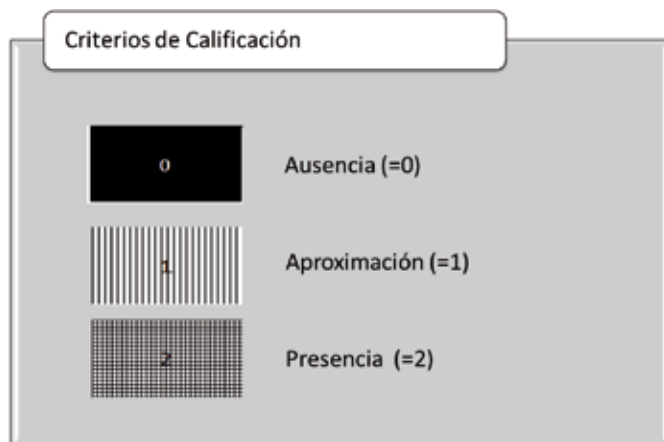 Criterios de Calificación
0 Ausencia (=0)
1 Aproximación (=1)
2 Presencia (=2)